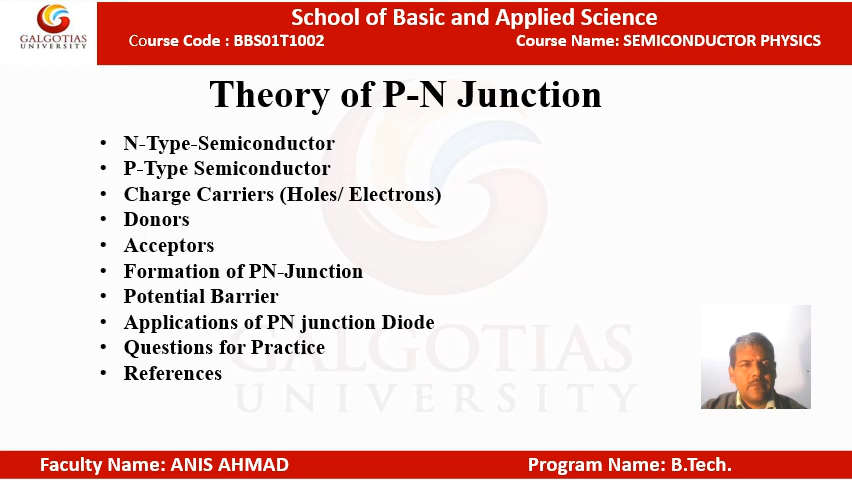 School of Basic and Applied Science
GALGOTIAS
UNIVERSITY
Course Code : BBS01T1002
Course Name: SEMICONDUCTOR PHYSICS
Theory of P-N Junction
• N-Type-Semiconductor
• P-Type Semiconductor
• Charge Carriers (Holes/ Electrons)
• Donors
• Acceptors
• Formation of PN-Junction
• Potential Barrier
• Applications of PN junction Diode
• Questions for Practice
• References
GALGOTIAS
UNIVERSITY
Faculty Name: ANIS AHMAD
Program Name: B.Tech.